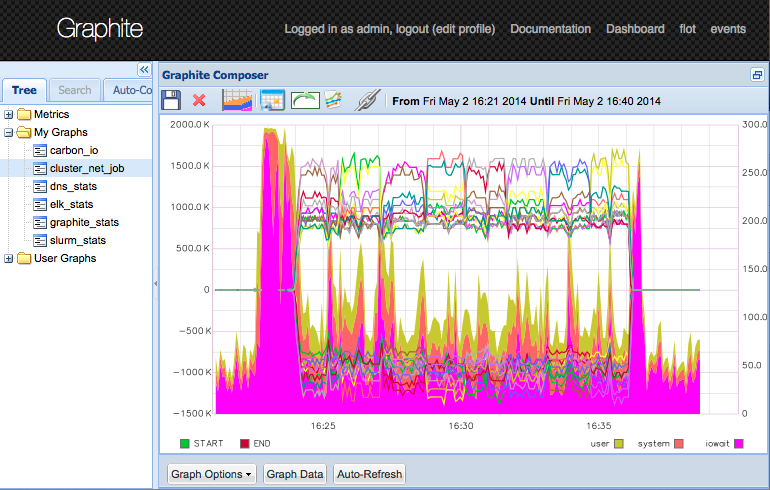 Graphite
Logged in as admin, logout (edit profile) Documentation Dashboard flot events
Tree Search Auto-Co
Metrics
My Graphs
carbon_io
cluster_net_job
dns_stats
elk_stats
graphite_stats
slurm_stats
User Graphs
Graphite Composer
From Fri May 2 16:21 2014 Until Fri May 2 16:40 2014
2000.0 K
1500.0 K
1000.0 K
500.0 K
0
−500 K
−1000 K
−1500 K
300.0
250.0
200.0
150.0
100.0
50.0
0
16:25 16:30 16:35
START END user system iowait
Graph Options Graph Data Auto-Refresh